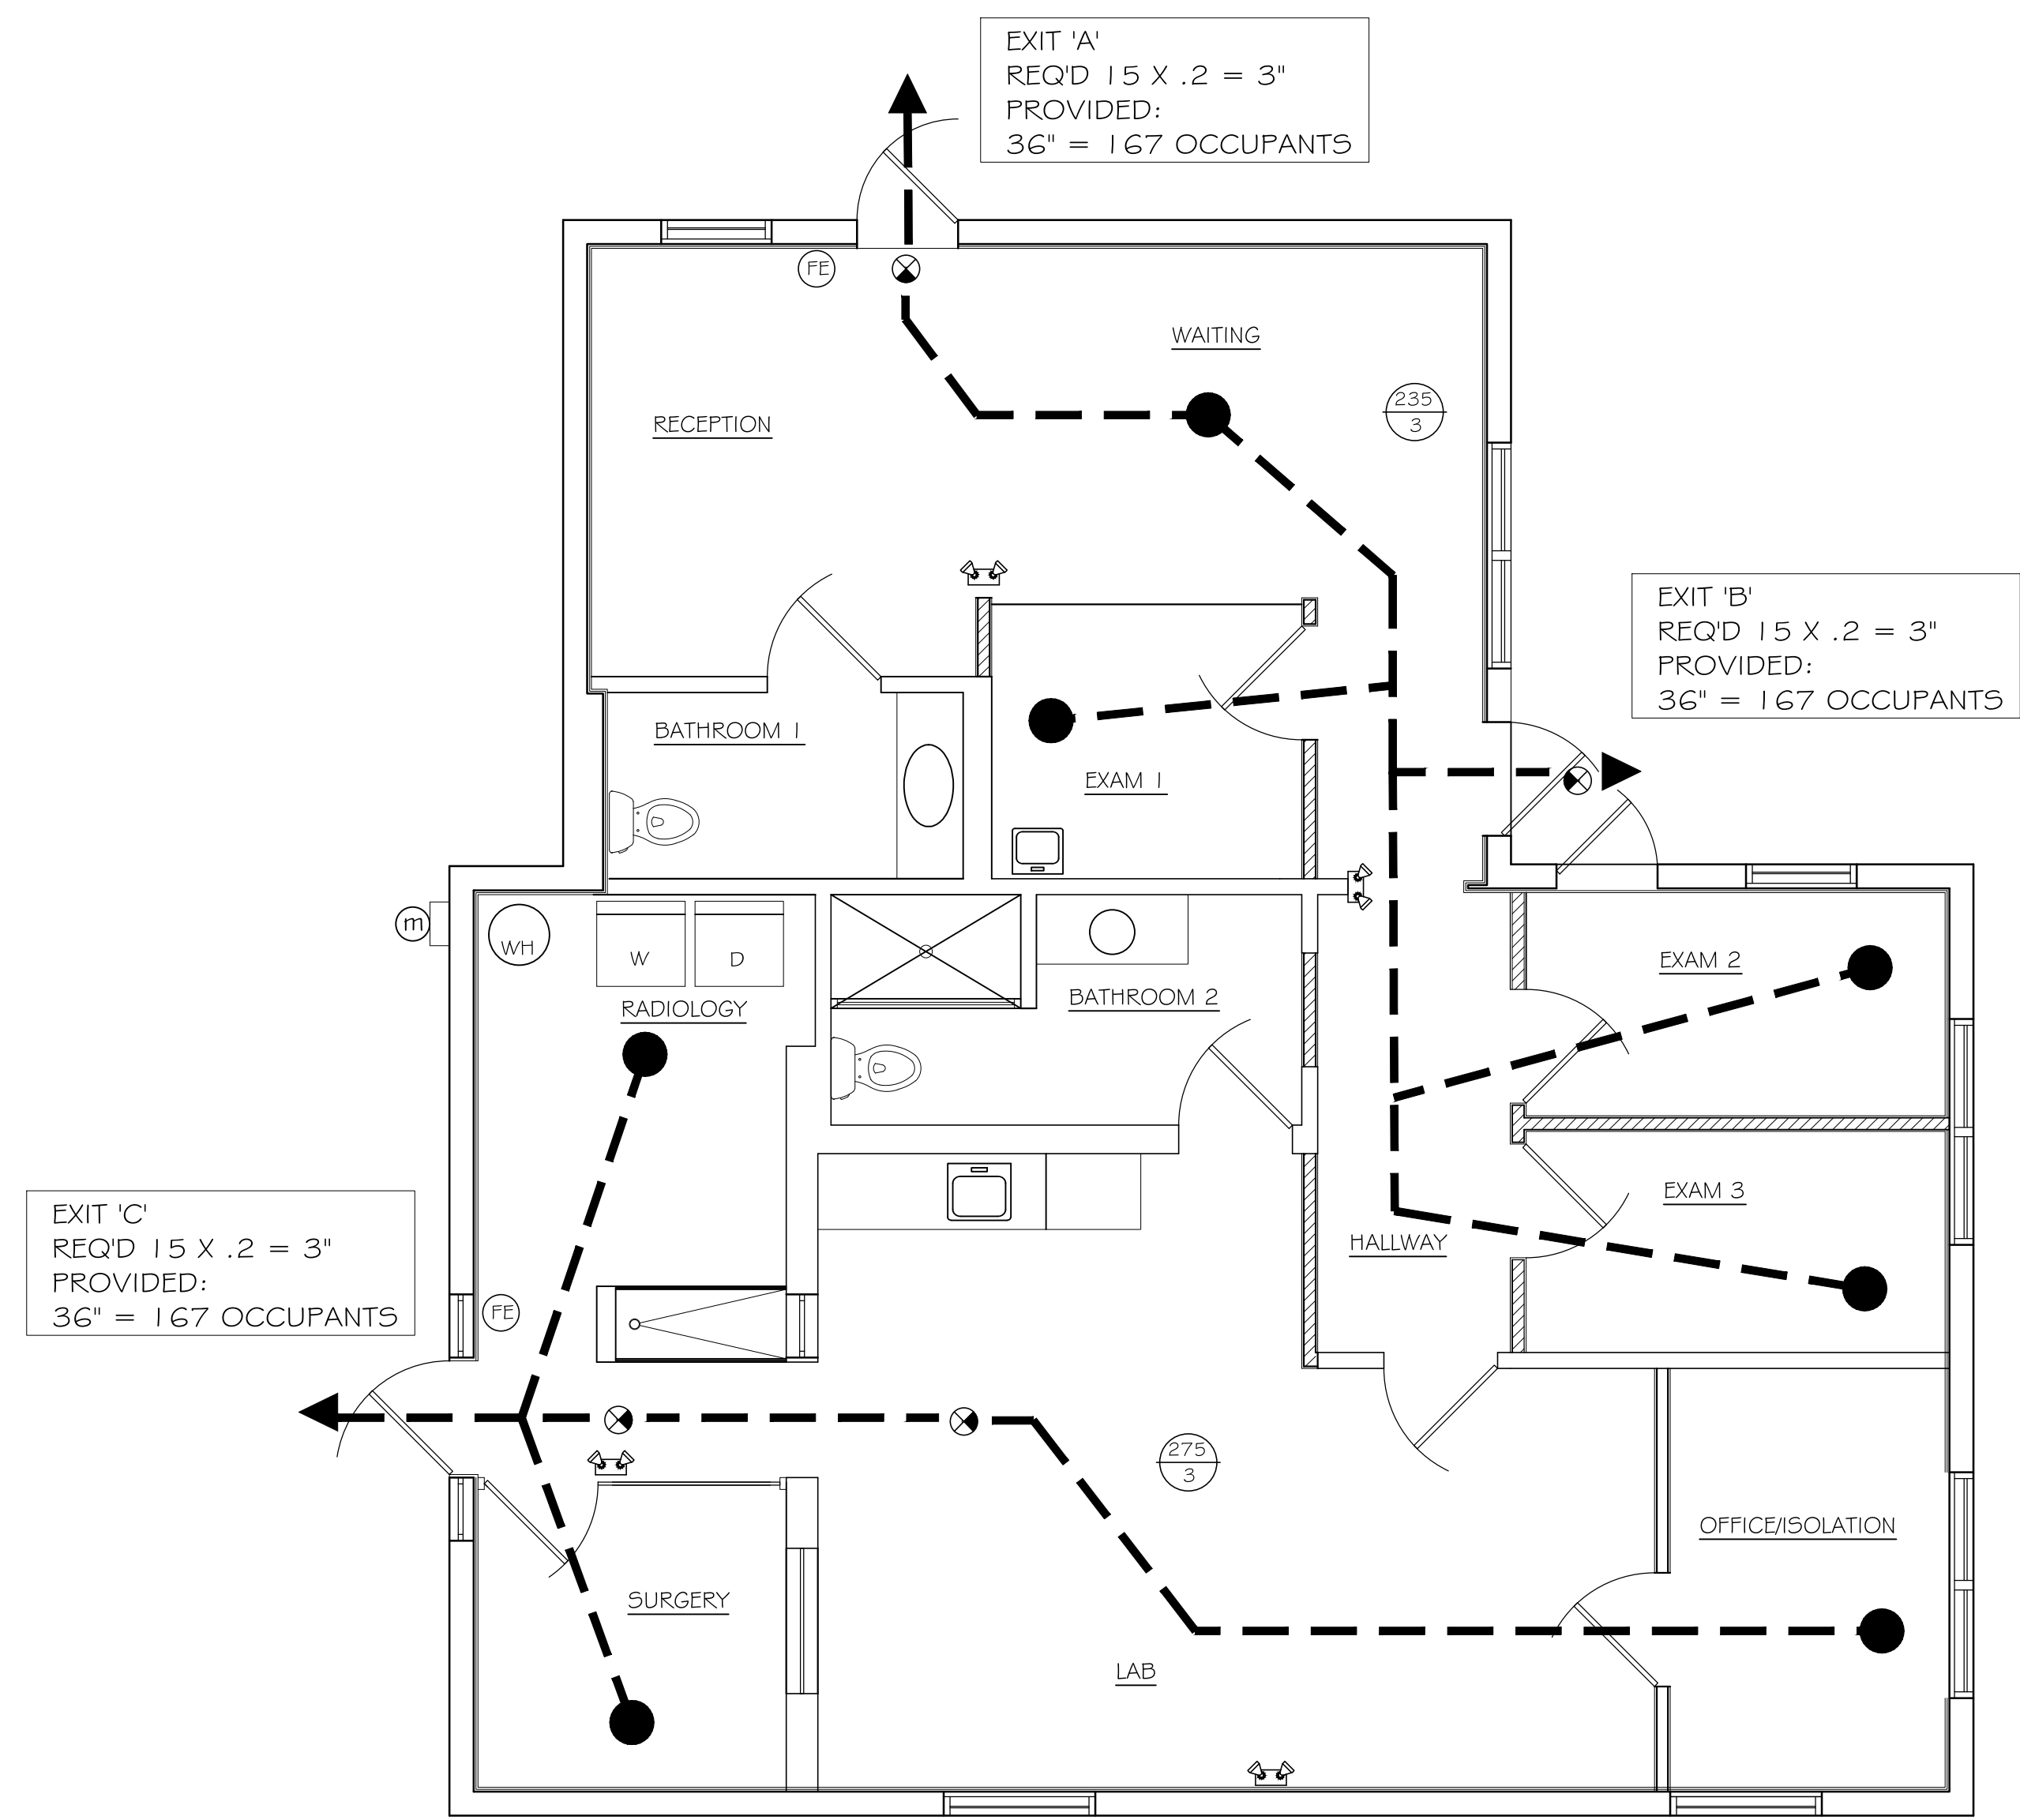 EXIT 'A'
REQ'D 15 X .2 = 3"
PROVIDED:
36" = 167 OCCUPANTS
FE
WAITING
235
3
RECEPTION
EXIT 'B'
REQ'D 15 X .2 = 3"
PROVIDED:
36" = 167 OCCUPANTS
BATHROOM 1
EXAM 1
m
WH
W
D
EXAM 2
RADIOLOGY
BATHROOM 2
EXIT 'C'
REQ'D 15 X .2 = 3"
PROVIDED:
36" = 167 OCCUPANTS
EXAM 3
HALLWAY
FE
275
3
OFFICE/ISOLATION
SURGERY
LAB